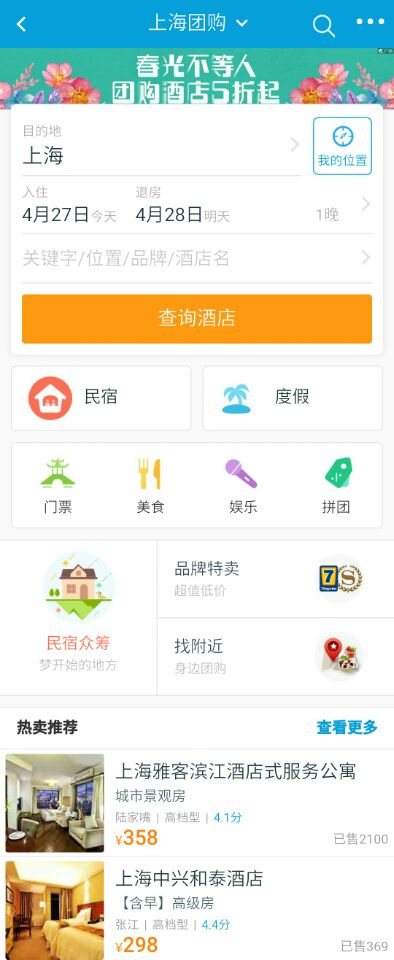 上海团购
春光不等人
团购酒店5折起
目的地
上海
我的位置
入住
退房
4月27日今天
4月28日明天
1晚
关键字/位置/品牌/酒店名
查询酒店
民宿
度假
门票
美食
娱乐
拼团
民宿众筹
梦开始的地方
品牌特卖
超值低价
7
S
找附近
身边团购
热卖推荐
查看更多
上海雅客滨江酒店式服务公寓
城市景观房
陆家嘴 | 高档型 | 4.1分
¥358
已售2100
上海中兴和泰酒店
【含早】高级房
张江 | 高档型 | 4.4分
¥298
已售369